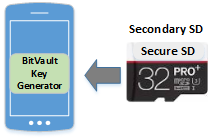 BitVault
Key
Generator
Secondary SD
Secure SD
32 PRO+